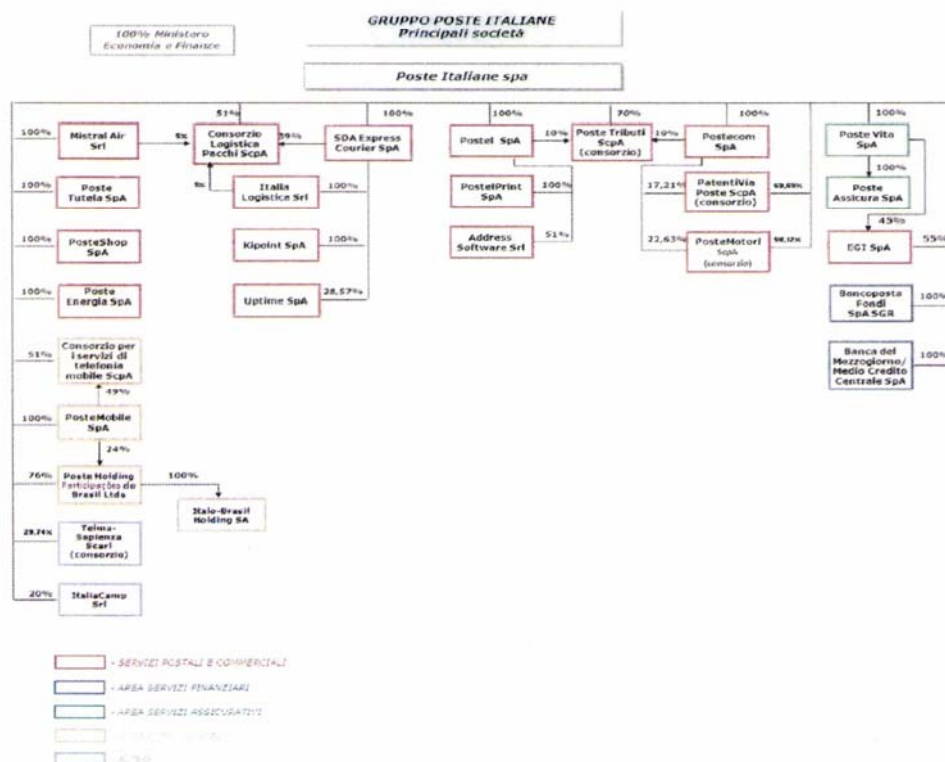 GRUPPO POSTE ITALIANE
Principali società
100% Ministero
Economia e Finanze
Poste Italiane spa
51%
100%
100%
70%
100%
100%
100%
Mistral Air
Srl
5%
Consorzio
Logistica
Pacchi ScpA
39%
SDA Express
Courier SpA
Postel SpA
10%
Poste Tributi
ScpA
(consorzio)
10%
Postecom
SpA
Poste Vita
SpA
100%
100%
Poste
Tutela SpA
5%
Italia
Logistica Srl
100%
PostelPrint
SpA
100%
17,21%
PatentiVia
Poste ScpA
(consorzio)
Poste
Assicura SpA
45%
100%
PosteShop
SpA
Kipoint SpA
100%
Address
Software Srl
51%
22,63%
PosteMotori
ScpA
(consorzio)
EGI SpA
55%
100%
Poste
Energia SpA
Uptime SpA
28,57%
Bancoposta
Fondi
SpA SGR
100%
51%
Consorzio per
i servizi di
telefonia
mobile ScpA
Banca del
Mezzogiorno/
Medio Credito
Centrale SpA
100%
49%
100%
PosteMobile
SpA
24%
76%
Poste Holding
Participações do
Brasil Ltda
100%
Italo-Brasil
Holding SA
29,74%
Telma-
Sapienza
Scarl
(consorzio)
20%
ItaliaCamp
Srl
- SERVIZI POSTALI E COMMERCIALI
- AREA SERVIZI FINANZIARI
- AREA SERVIZI ASSICURATIVI